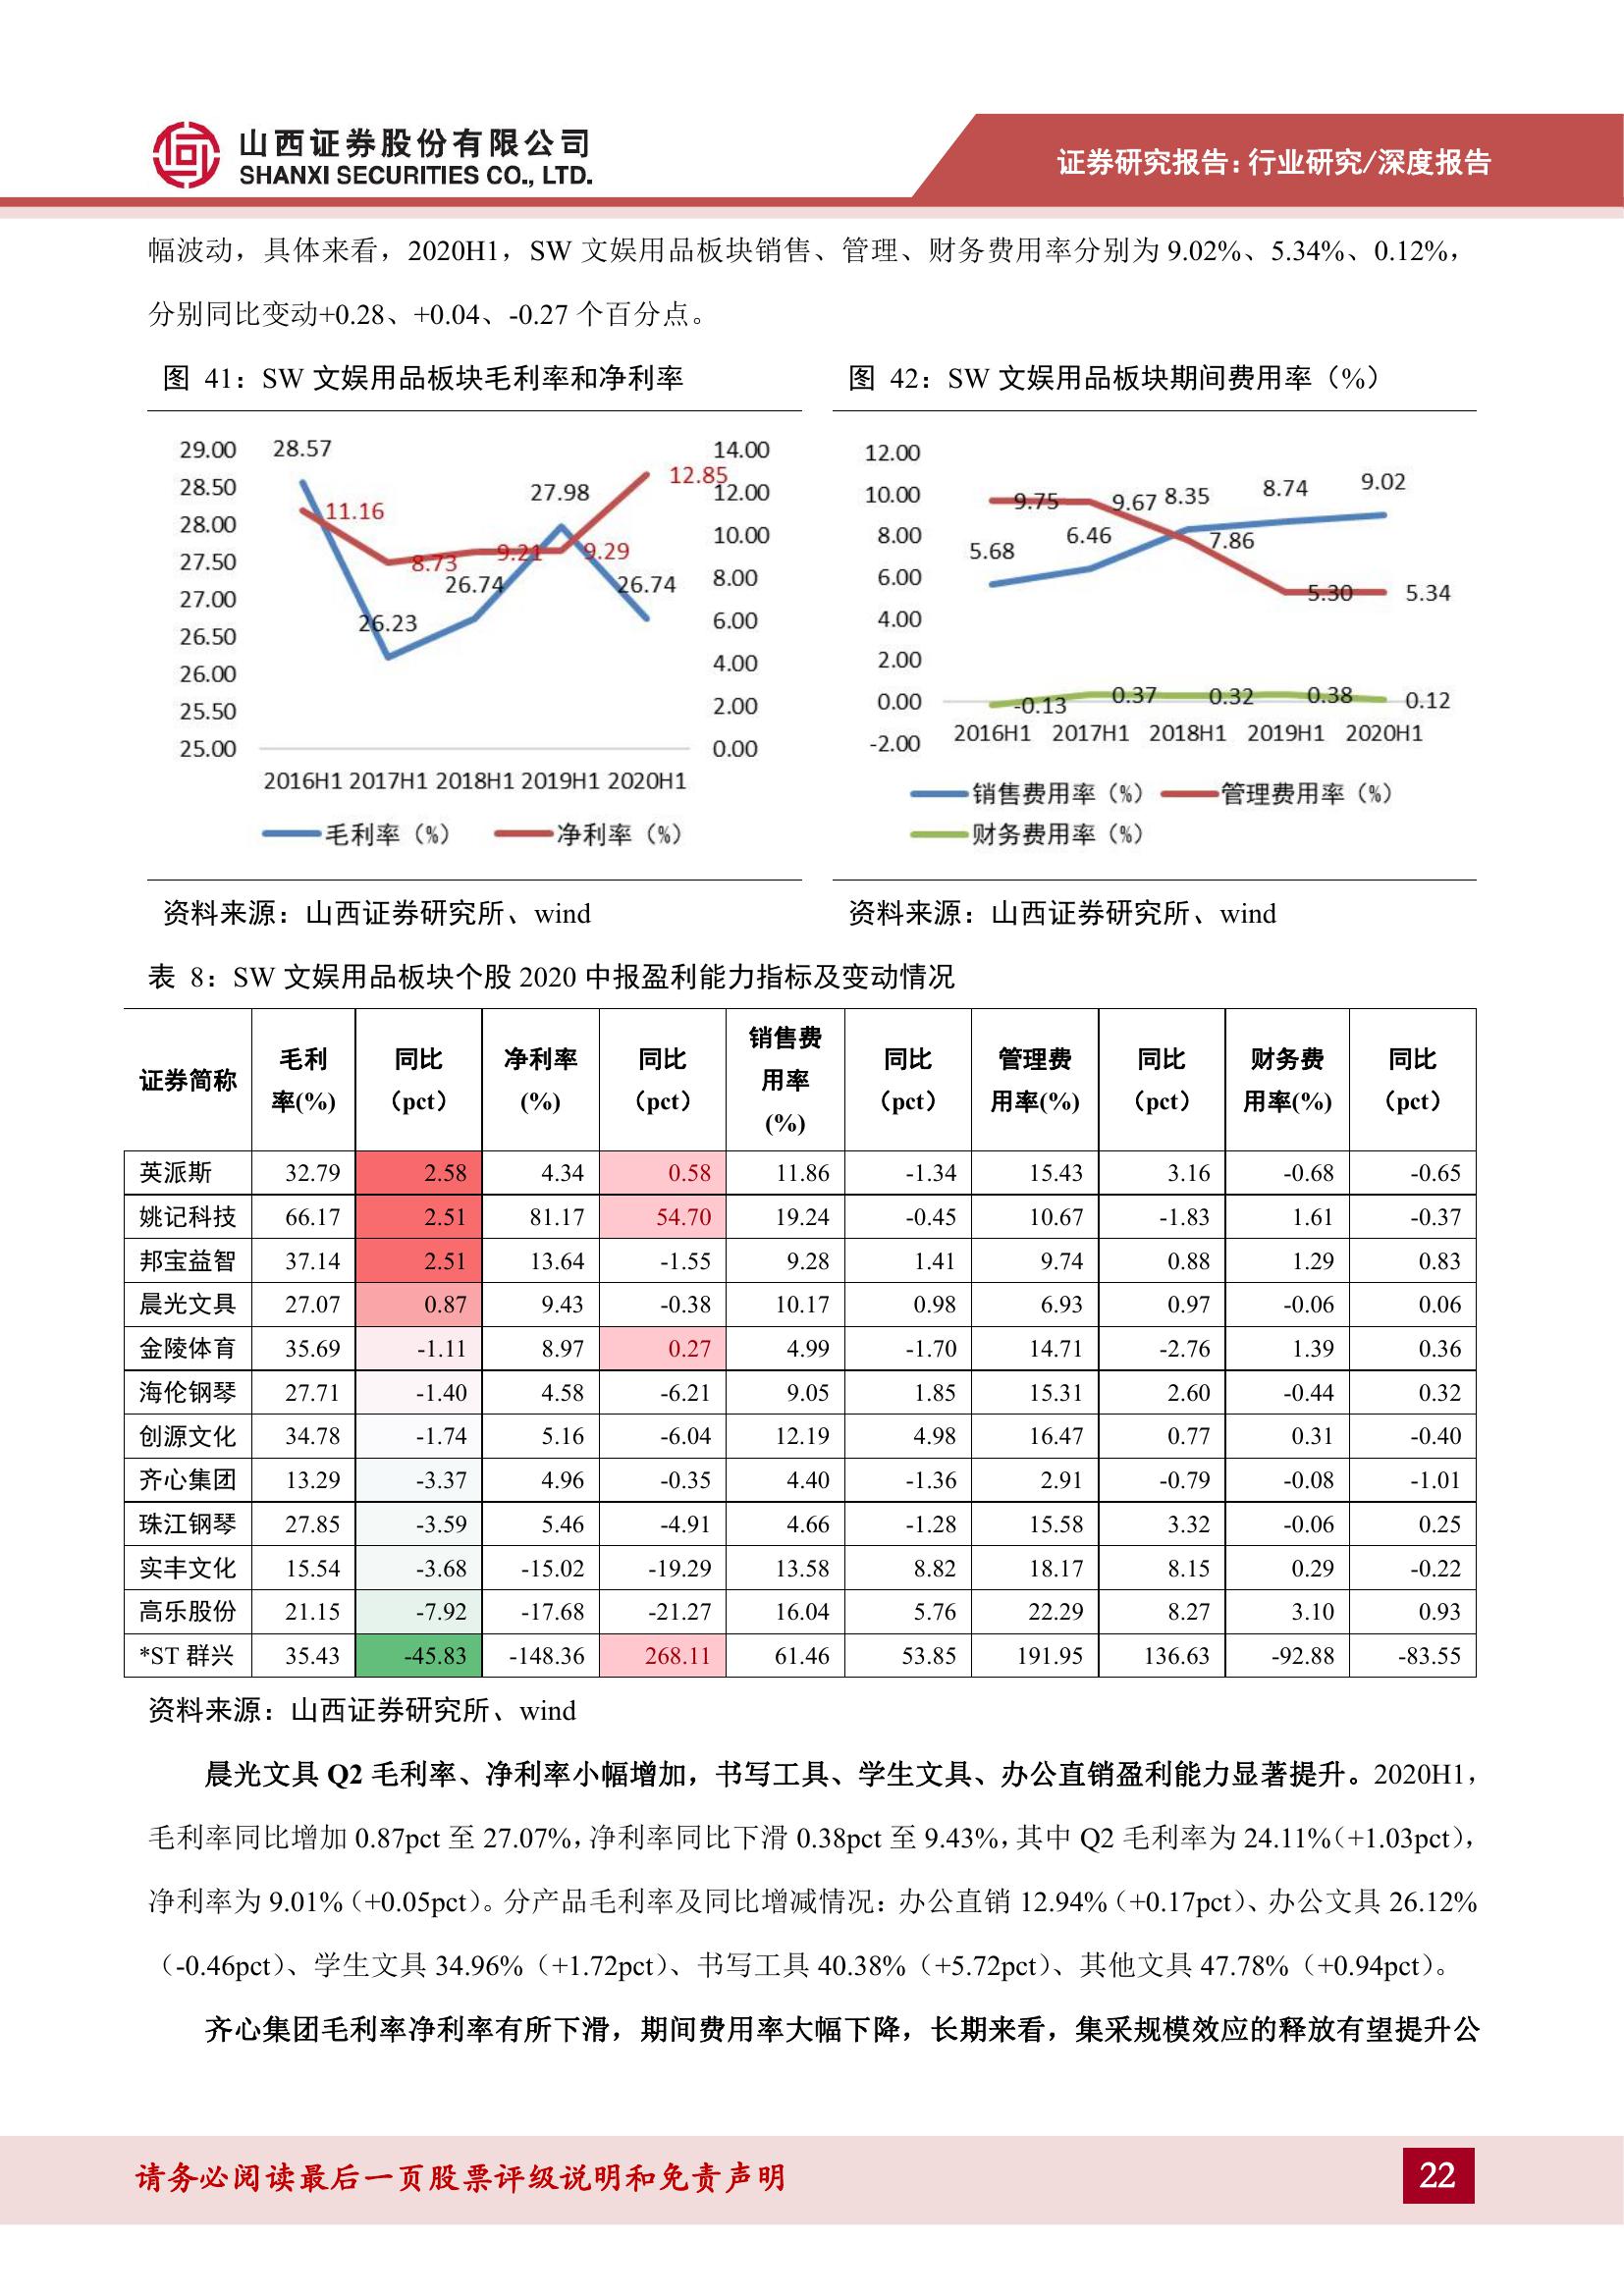 山西证券股份有限公司
SHANXI SECURITIES CO., LTD.
证券研究报告：行业研究/深度报告
幅波动，具体来看，2020H1，SW 文娱用品板块销售、管理、财务费用率分别为 9.02%、5.34%、0.12%，
分别同比变动+0.28、+0.04、-0.27 个百分点。
图 41：SW 文娱用品板块毛利率和净利率
29.00
28.50
28.00
27.50
27.00
26.50
26.00
25.50
25.00
28.57
26.23
26.74
27.98
26.74
11.16
8.73
9.21
9.29
12.85
14.00
12.00
10.00
8.00
6.00
4.00
2.00
0.00
2016H1 2017H1 2018H1 2019H1 2020H1
毛利率（%） 净利率（%）
资料来源：山西证券研究所、wind
图 42：SW 文娱用品板块期间费用率（%）
12.00
10.00
8.00
6.00
4.00
2.00
0.00
-2.00
5.68
6.46
8.35
8.74
9.02
9.75
9.67
7.86
5.30
5.34
-0.13
0.37
0.32
0.38
0.12
2016H1 2017H1 2018H1 2019H1 2020H1
销售费用率（%） 管理费用率（%）
财务费用率（%）
资料来源：山西证券研究所、wind
表 8：SW 文娱用品板块个股 2020 中报盈利能力指标及变动情况
证券简称 毛利率(%) 同比（pct） 净利率(%) 同比（pct） 销售费用率(%) 同比（pct） 管理费用率(%) 同比（pct） 财务费用率(%) 同比（pct）
英派斯 32.79 2.58 4.34 0.58 11.86 -1.34 15.43 3.16 -0.68 -0.65
姚记科技 66.17 2.51 81.17 54.70 19.24 -0.45 10.67 -1.83 1.61 -0.37
邦宝益智 37.14 2.51 13.64 -1.55 9.28 1.41 9.74 0.88 1.29 0.83
晨光文具 27.07 0.87 9.43 -0.38 10.17 0.98 6.93 0.97 -0.06 0.06
金陵体育 35.69 -1.11 8.97 0.27 4.99 -1.70 14.71 -2.76 1.39 0.36
海伦钢琴 27.71 -1.40 4.58 -6.21 9.05 1.85 15.31 2.60 -0.44 0.32
创源文化 34.78 -1.74 5.16 -6.04 12.19 4.98 16.47 0.77 0.31 -0.40
齐心集团 13.29 -3.37 4.96 -0.35 4.40 -1.36 2.91 -0.79 -0.08 -1.01
珠江钢琴 27.85 -3.59 5.46 -4.91 4.66 -1.28 15.58 3.32 -0.06 0.25
实丰文化 15.54 -3.68 -15.02 -19.29 13.58 8.82 18.17 8.15 0.29 -0.22
高乐股份 21.15 -7.92 -17.68 -21.27 16.04 5.76 22.29 8.27 3.10 0.93
*ST 群兴 35.43 -45.83 -148.36 268.11 61.46 53.85 191.95 136.63 -92.88 -83.55
资料来源：山西证券研究所、wind
晨光文具 Q2 毛利率、净利率小幅增加，书写工具、学生文具、办公直销盈利能力显著提升。2020H1，
毛利率同比增加 0.87pct 至 27.07%，净利率同比下滑 0.38pct 至 9.43%，其中 Q2 毛利率为 24.11%（+1.03pct），
净利率为 9.01%（+0.05pct）。分产品毛利率及同比增减情况：办公直销 12.94%（+0.17pct）、办公文具 26.12%
（-0.46pct）、学生文具 34.96%（+1.72pct）、书写工具 40.38%（+5.72pct）、其他文具 47.78%（+0.94pct）。
齐心集团毛利率净利率有所下滑，期间费用率大幅下降，长期来看，集采规模效应的释放有望提升公
请务必阅读最后一页股票评级说明和免责声明
22